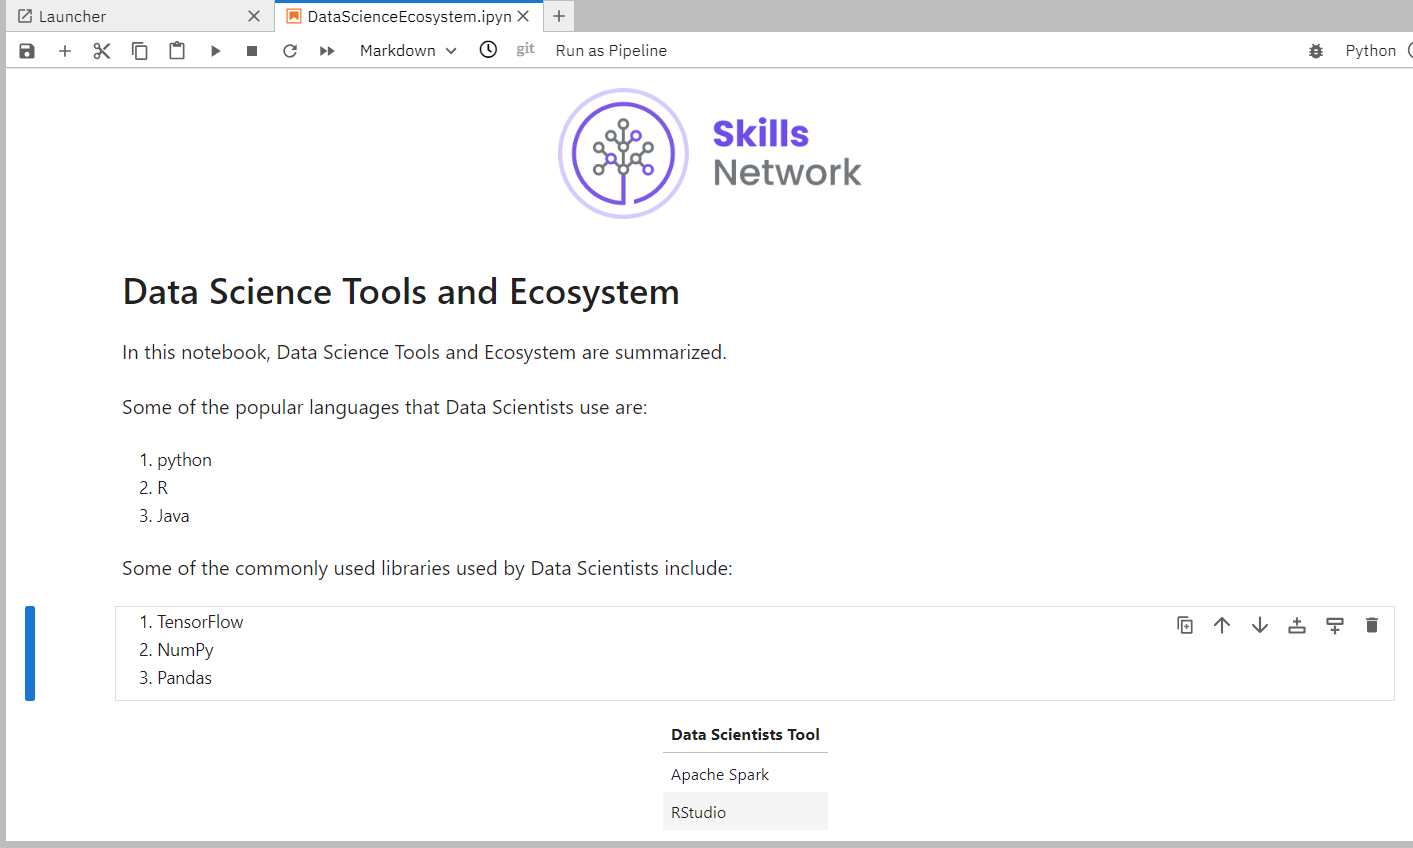 Launcher
DataScienceEcosystem.ipyn
Markdown
git
Run as Pipeline
Python
Skills
Network
Data Science Tools and Ecosystem
In this notebook, Data Science Tools and Ecosystem are summarized.
Some of the popular languages that Data Scientists use are:
1. python
2. R
3. Java
Some of the commonly used libraries used by Data Scientists include:
1. TensorFlow
2. NumPy
3. Pandas
Data Scientists Tool
Apache Spark
RStudio